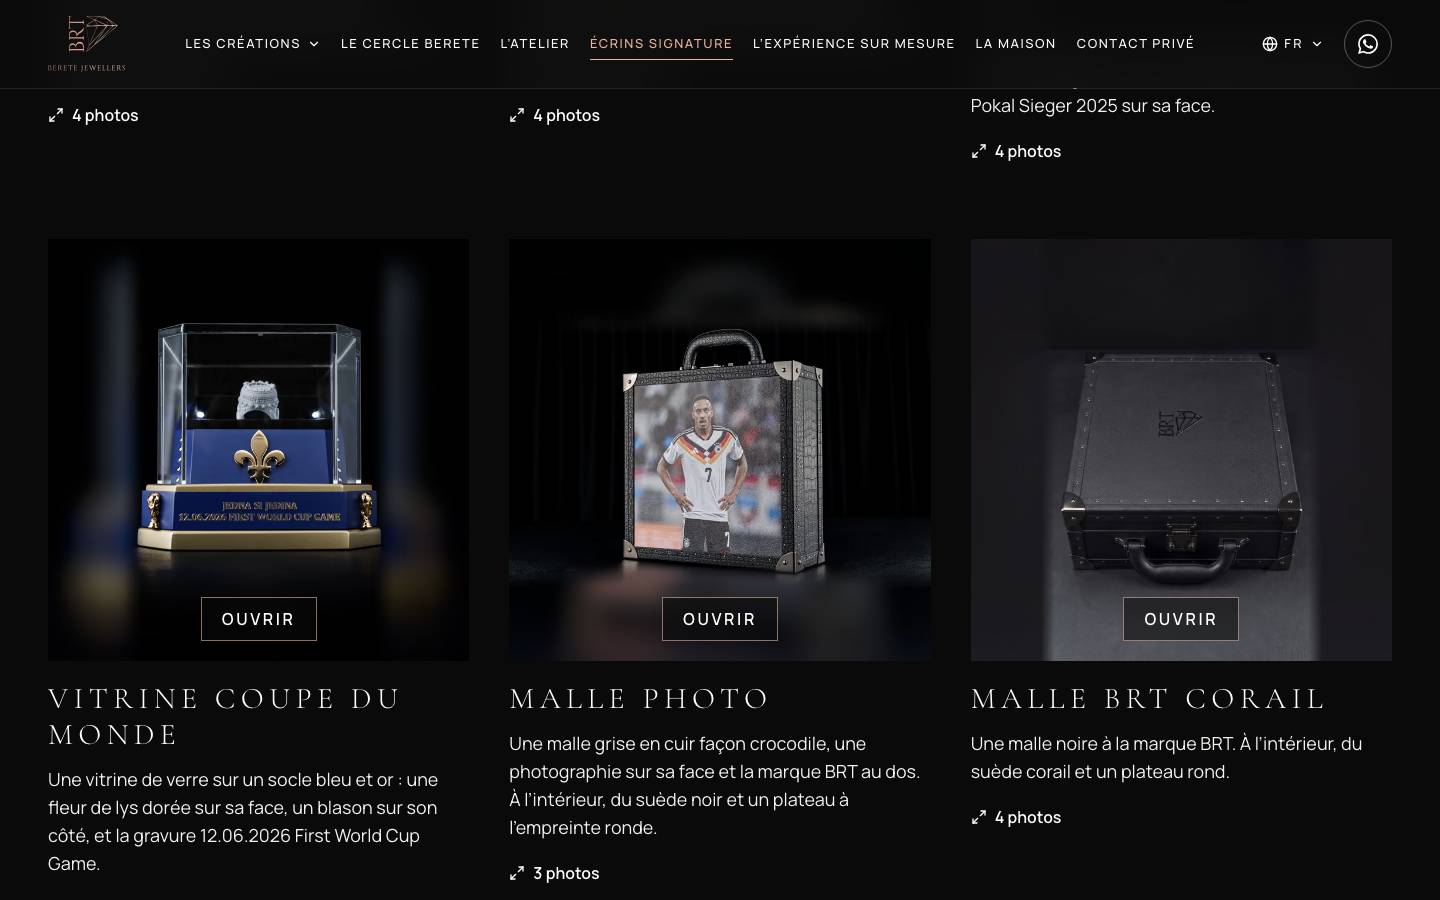 BRT
BERETE JEWELLERS
LES CRÉATIONS
LE CERCLE BERETE
L'ATELIER
ÉCRINS SIGNATURE
L'EXPÉRIENCE SUR MESURE
LA MAISON
CONTACT PRIVÉ
FR
4 photos
4 photos
Pokal Sieger 2025 sur sa face.
4 photos
JEDNA SI JEDINA
12.06.2026 FIRST WORLD CUP GAME
OUVRIR
7
7
OUVRIR
BRT
OUVRIR
VITRINE COUPE DU
MONDE
Une vitrine de verre sur un socle bleu et or : une
fleur de lys dorée sur sa face, un blason sur son
côté, et la gravure 12.06.2026 First World Cup
Game.
MALLE PHOTO
Une malle grise en cuir façon crocodile, une
photographie sur sa face et la marque BRT au dos.
À l'intérieur, du suède noir et un plateau à
l'empreinte ronde.
3 photos
MALLE BRT CORAIL
Une malle noire à la marque BRT. À l'intérieur, du
suède corail et un plateau rond.
4 photos